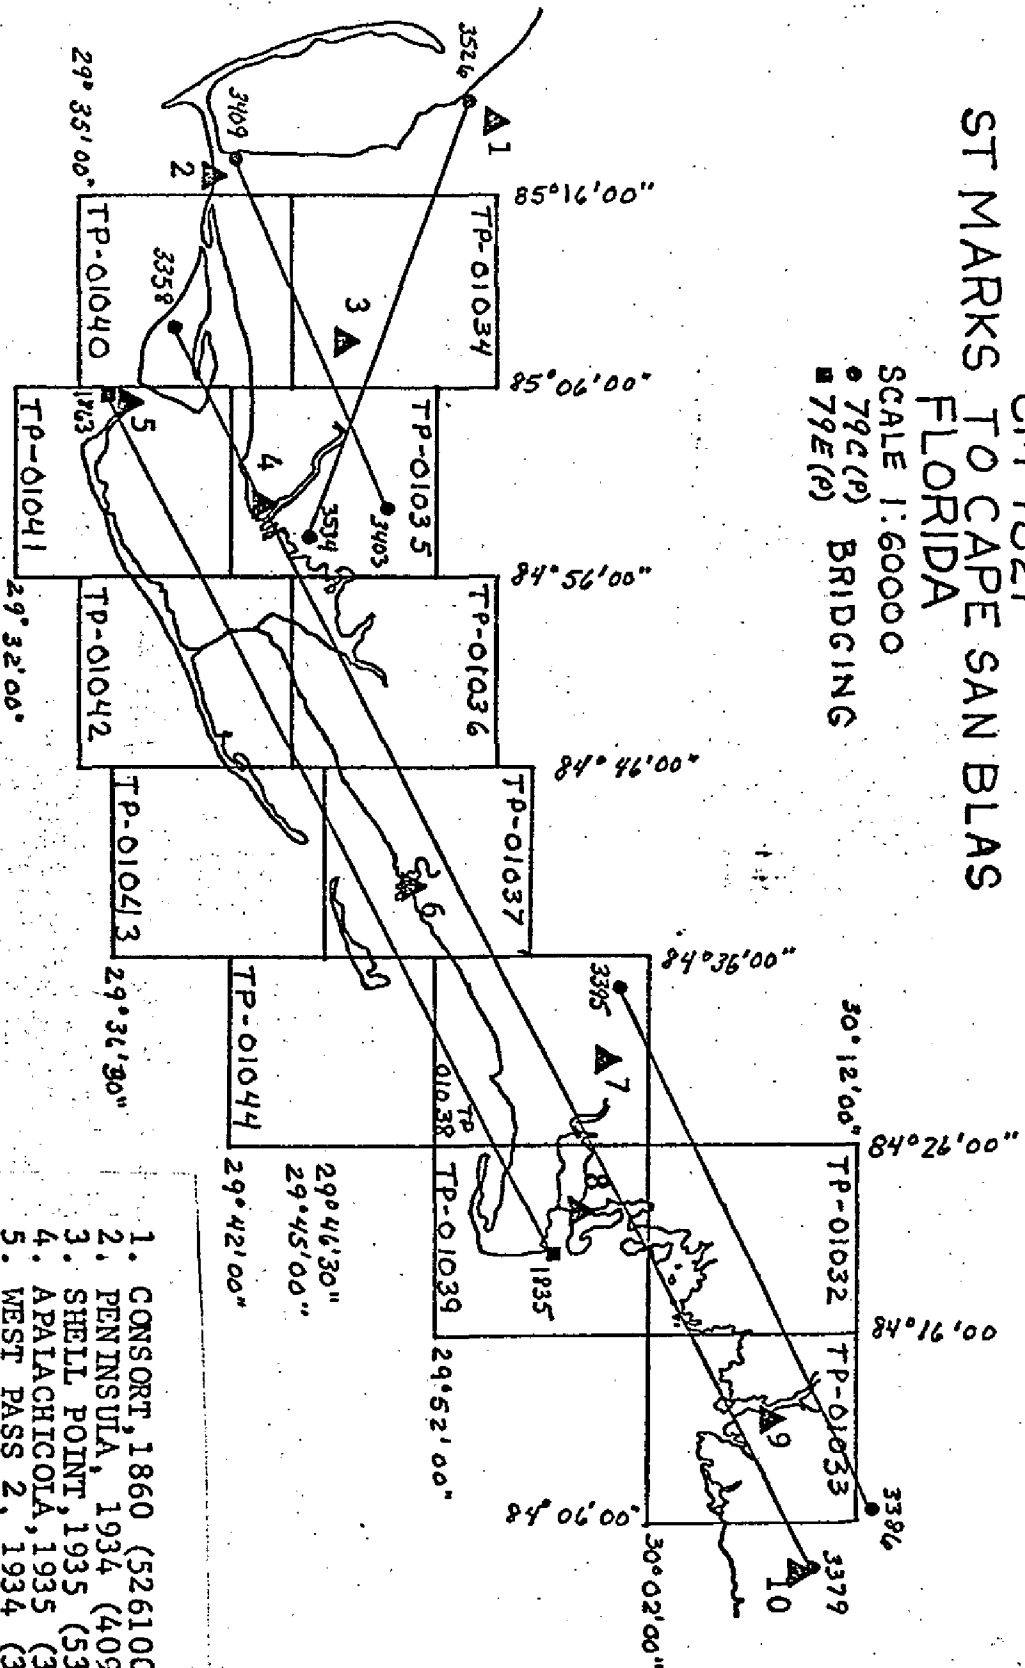 ST MARKS TO CAPE SAN BLAS
FLORIDA
SCALE 1:60000
● 79C(P)
■ 79E(P) BRIDGING
85°16'00"
85°06'00"
84°56'00"
84°46'00"
84°36'00"
84°26'00"
84°16'00
84°06'00"
30°12'00"
30°02'00"
TP-01034
TP-01035
TP-01036
TP-01037
TP
01038
TP-01039
TP-01032
TP-01033
TP-01040
TP-01041
TP-01042
TP-01043
TP-01044
3526
3409
3358
1863
3534
3403
3395
1835
3386
3379
1
2
3
4
5
6
7
8
9
10
29°35'00"
29°32'00"
29°42'00"
29°46'30"
29°45'00"
29°52'00"
1. CONSORT,1860 (52610
2. PENINSULA, 1934 (409
3. SHELL POINT,1935 (53
4. APALACHICOLA,1935 (3
5. WEST PASS 2, 1934 (3